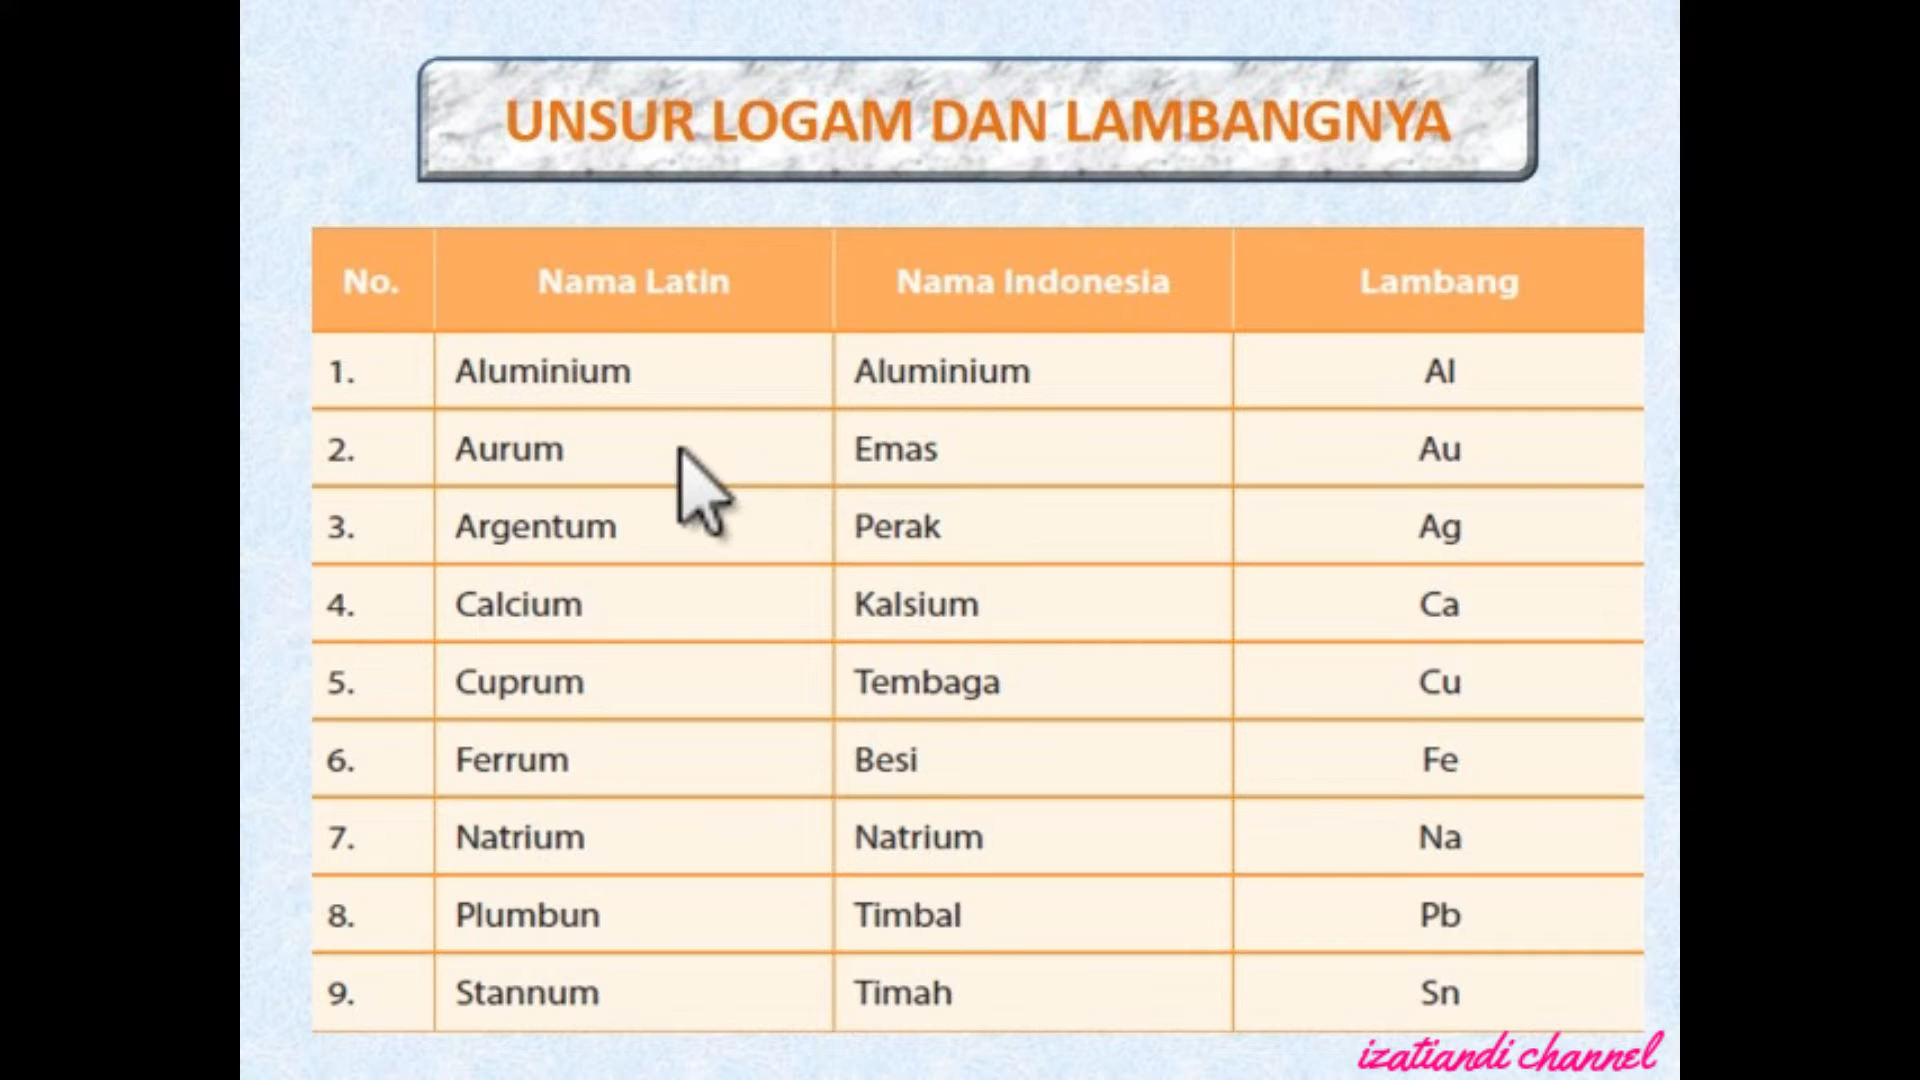 UNSUR LOGAM DAN LAMBANGNYA
No. Nama Latin Nama Indonesia Lambang
1. Aluminium Aluminium Al
2. Aurum Emas Au
3. Argentum Perak Ag
4. Calcium Kalsium Ca
5. Cuprum Tembaga Cu
6. Ferrum Besi Fe
7. Natrium Natrium Na
8. Plumbun Timbal Pb
9. Stannum Timah Sn
izatiandi channel